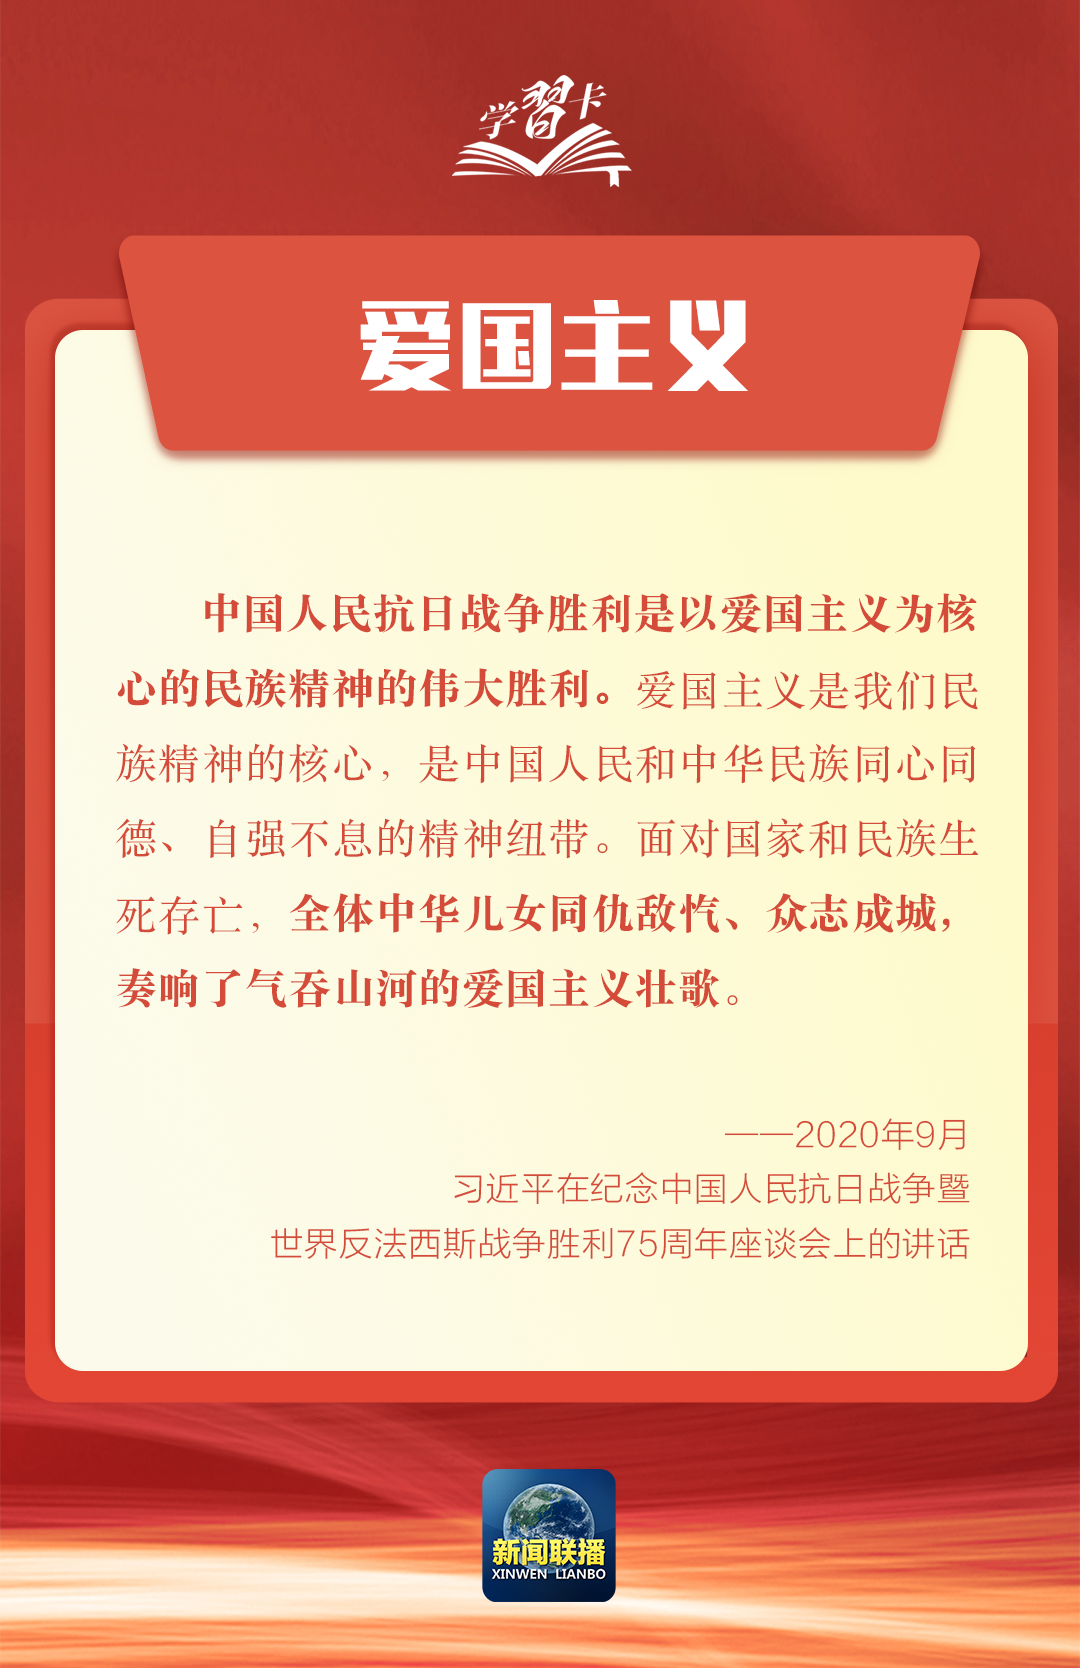 学習卡
爱国主义
中国人民抗日战争胜利是以爱国主义为核
心的民族精神的伟大胜利。爱国主义是我们民
族精神的核心，是中国人民和中华民族同心同
德、自强不息的精神纽带。面对国家和民族生
死存亡，全体中华儿女同仇敌忾、众志成城，
奏响了气吞山河的爱国主义壮歌。
——2020年9月
习近平在纪念中国人民抗日战争暨
世界反法西斯战争胜利75周年座谈会上的讲话
新闻联播
XINWEN LIANBO